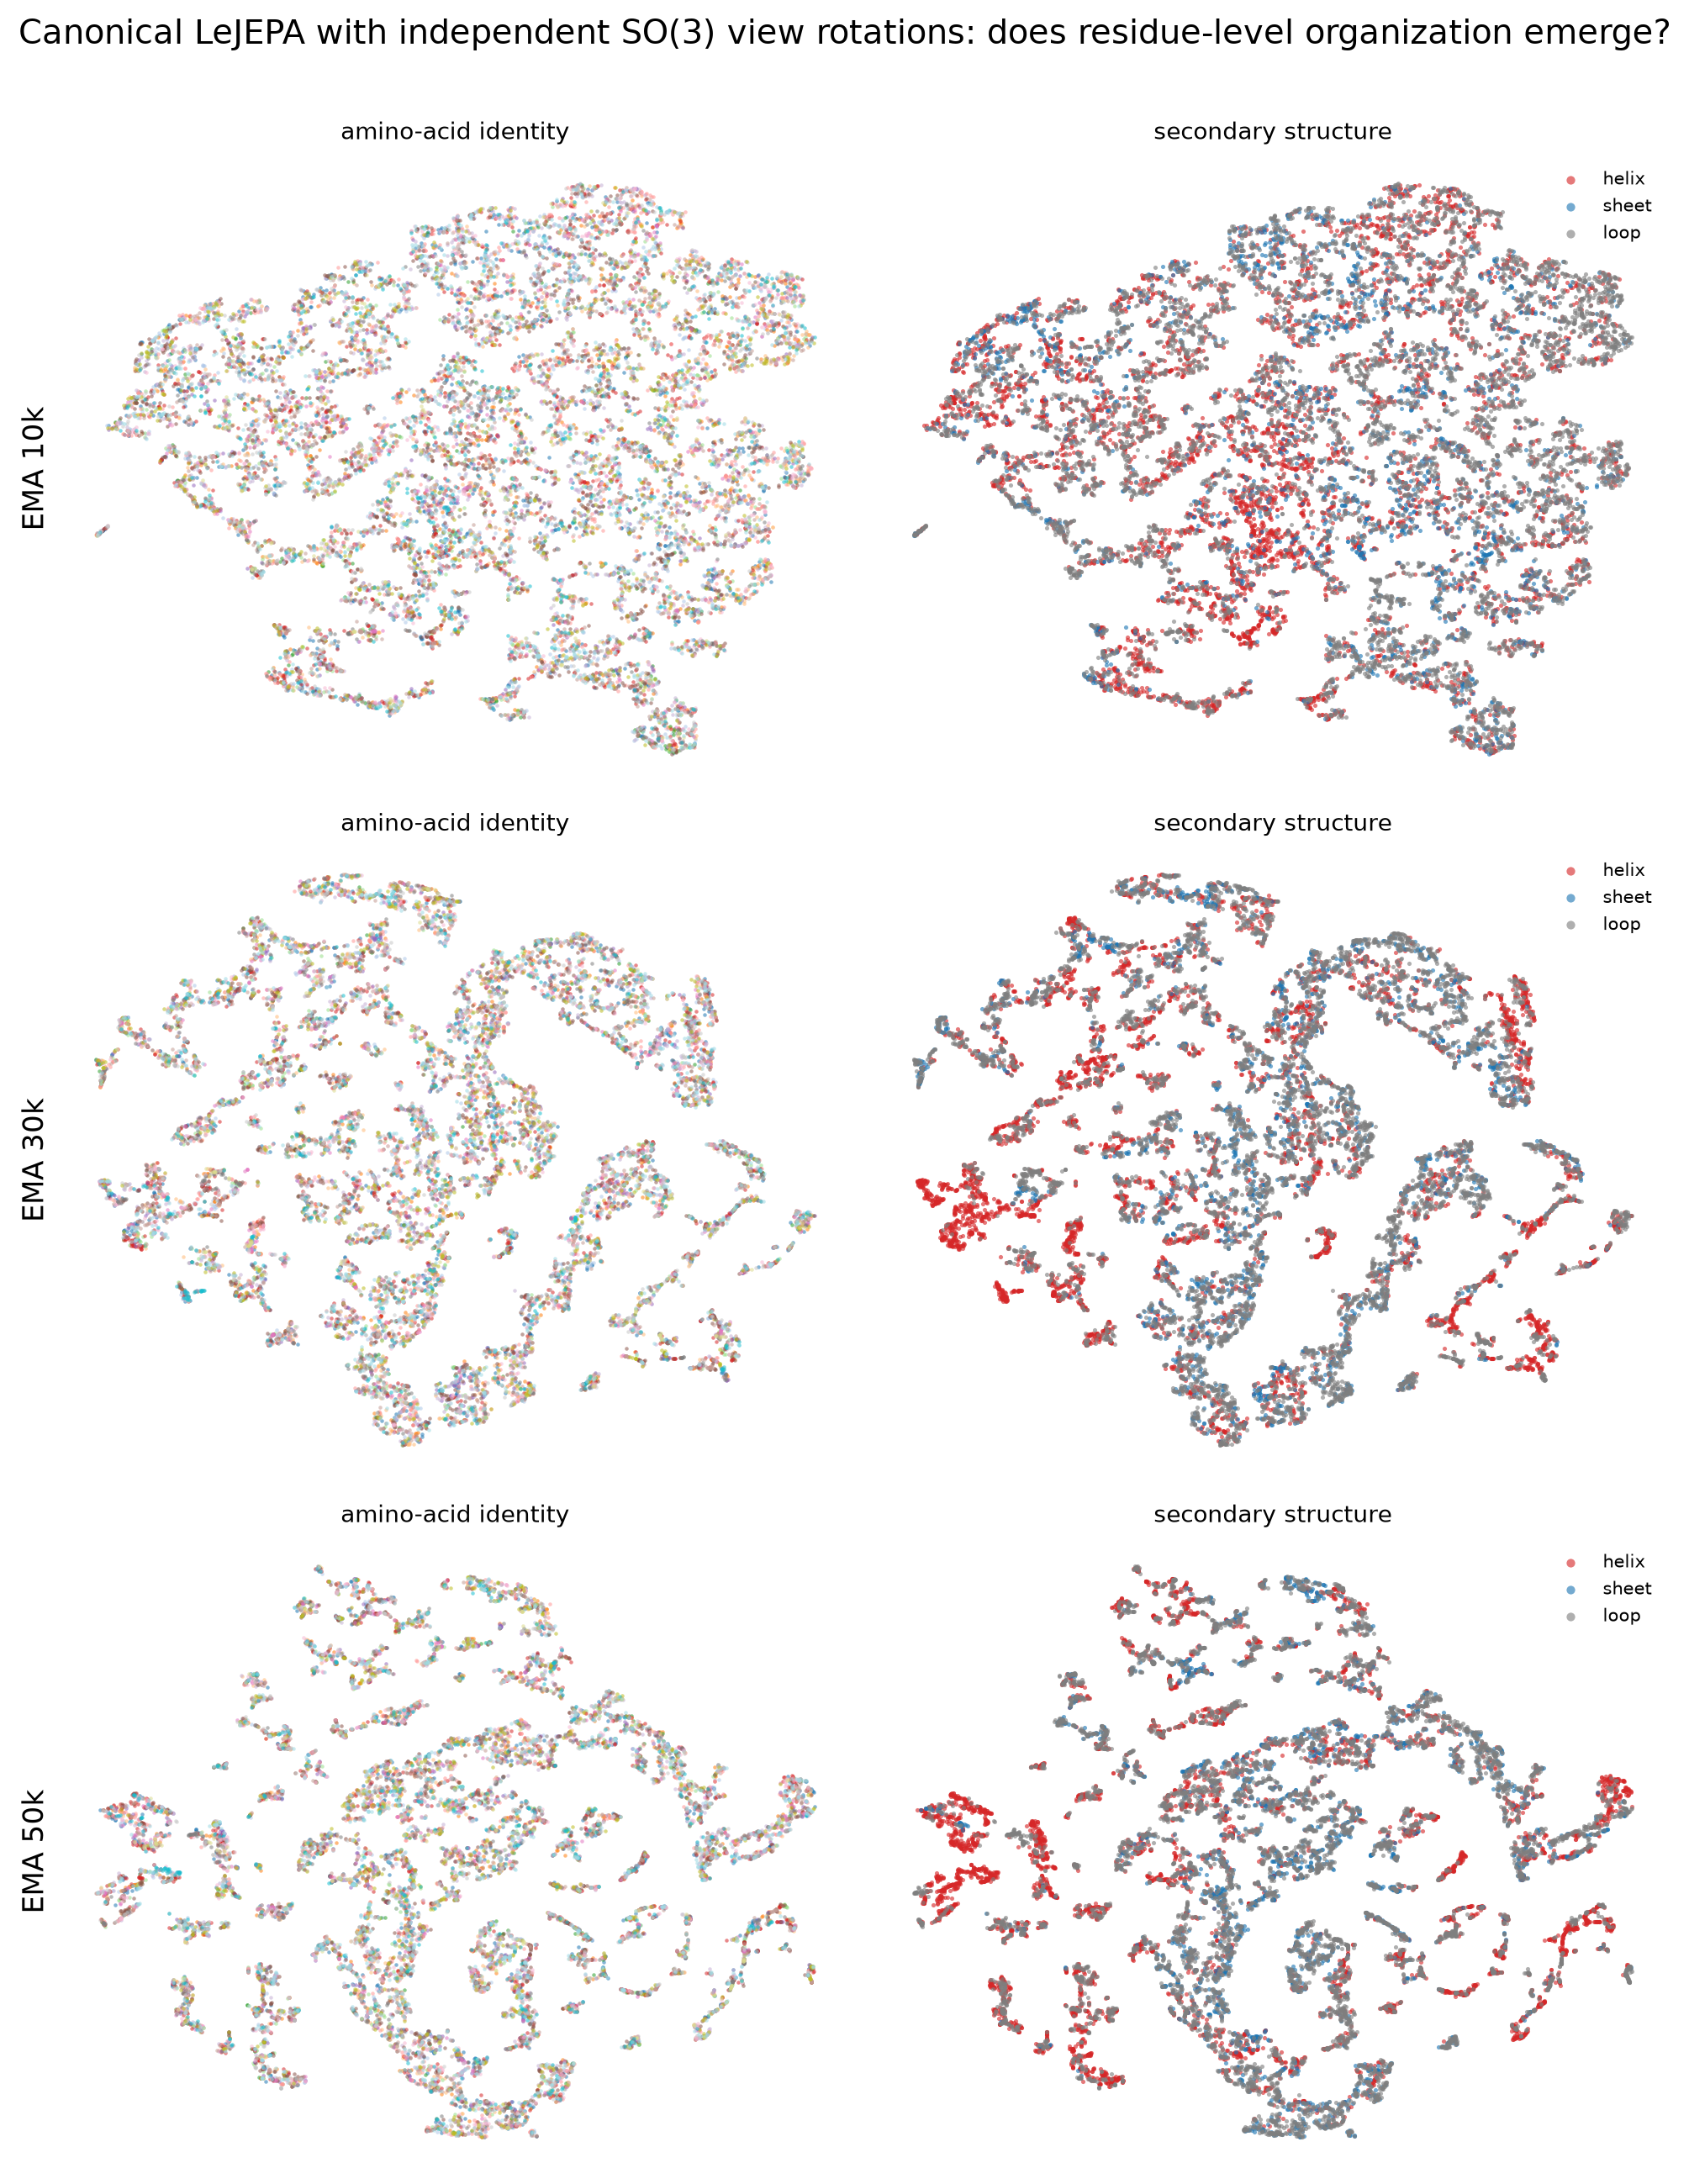 Canonical LeJEPA with independent SO(3) view rotations: does residue-level organization emerge?
amino-acid identity
secondary structure
helix
sheet
loop
EMA 10k
amino-acid identity
secondary structure
helix
sheet
loop
EMA 30k
amino-acid identity
secondary structure
helix
sheet
loop
EMA 50k